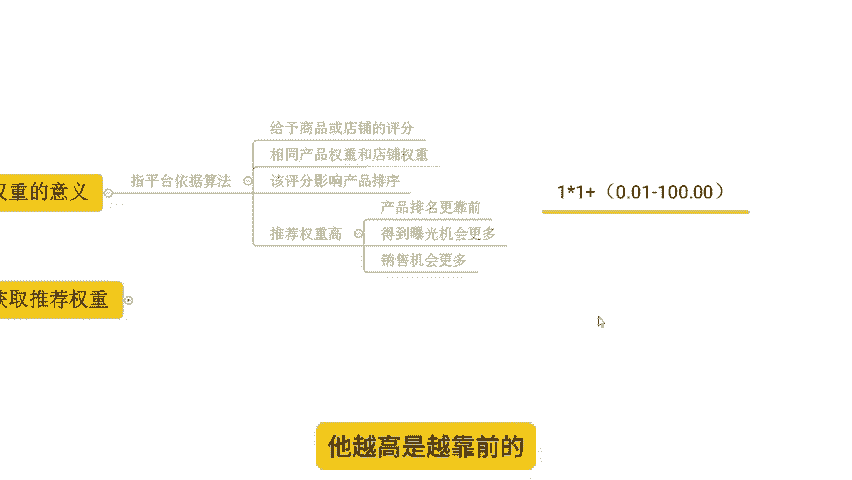 给予商品或店铺的评分
相同产品权重和店铺权重
权重的意义
指平台依据算法
该评分影响产品排序
1*1+（0.01-100.00）
产品排名更靠前
推荐权重高
得到曝光机会更多
销售机会更多
获取推荐权重
他越高是越靠前的